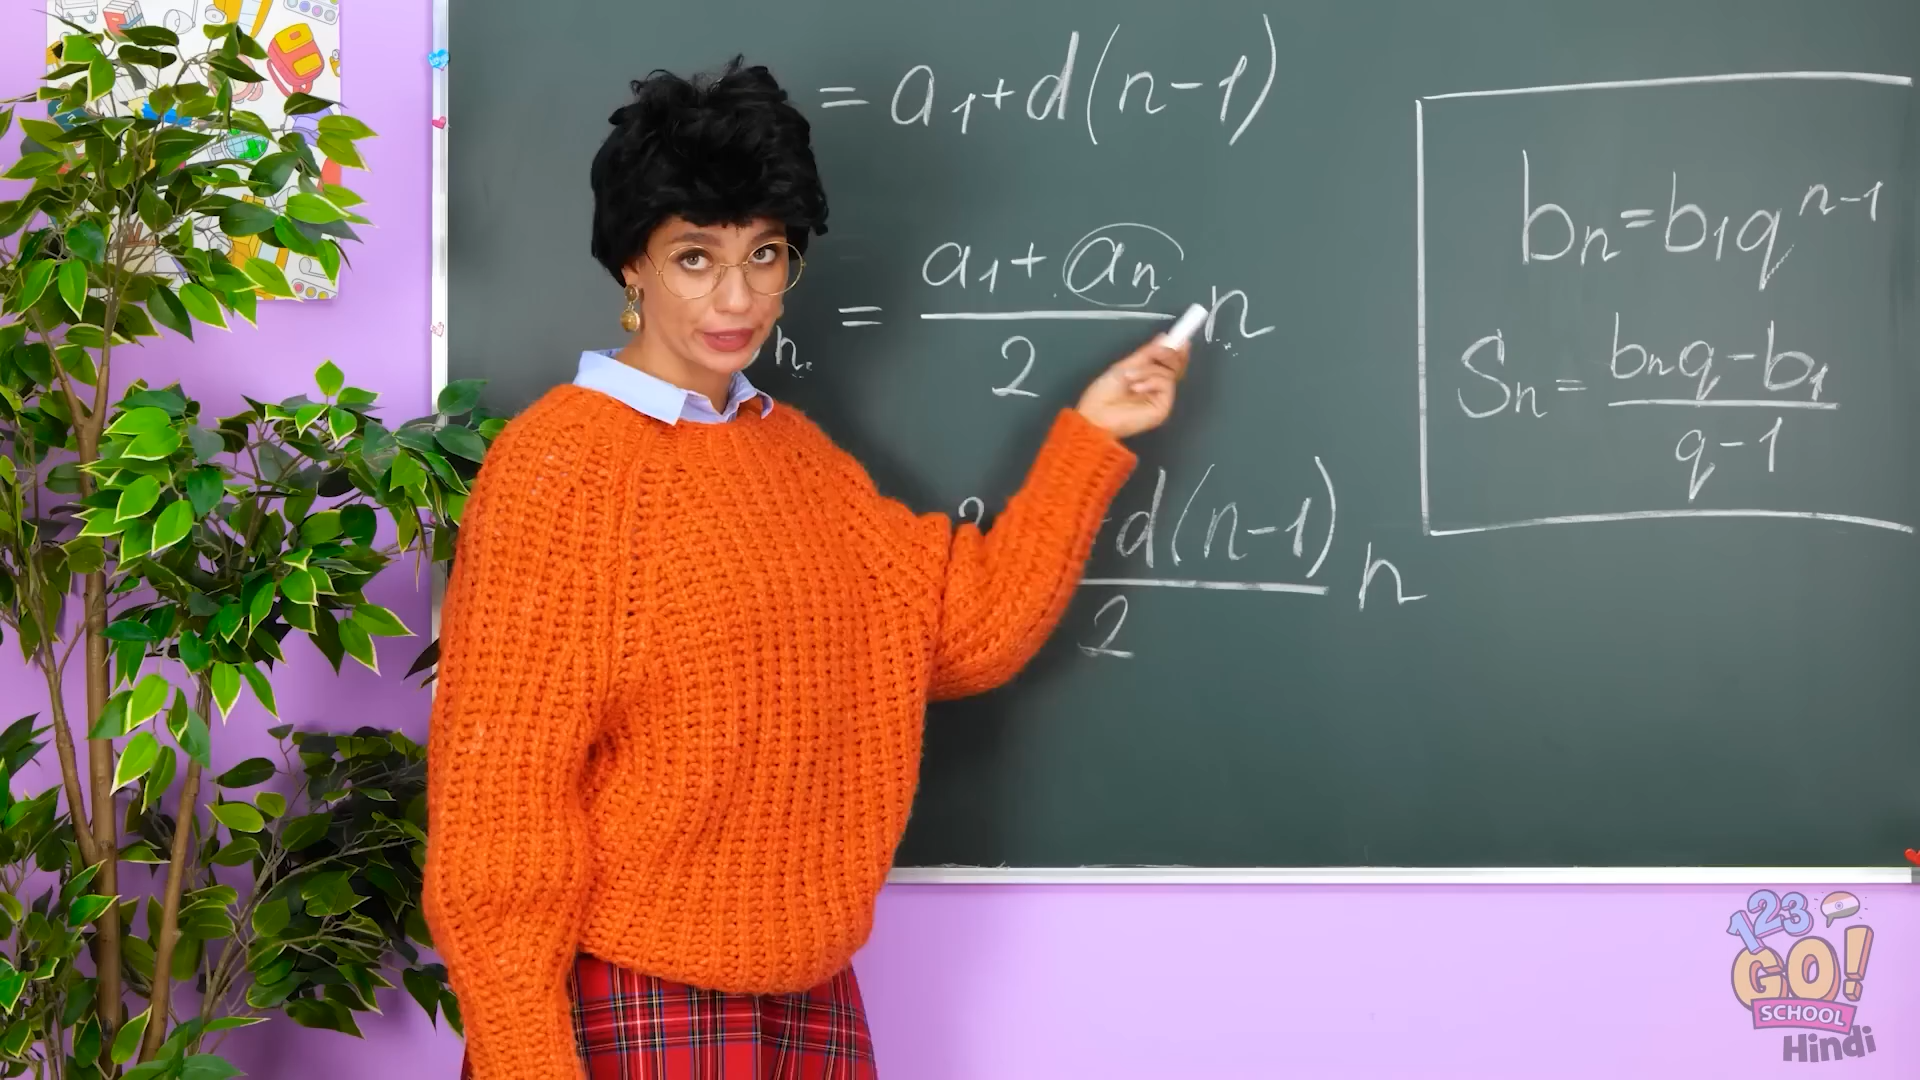 = a₁+d(n-1)
n = (a₁+aₙ)/2 n
d(n-1)/2 n
bₙ=b₁qⁿ⁻¹
Sₙ = (bₙq-b₁)/(q-1)
123
GO!
SCHOOL
Hindi